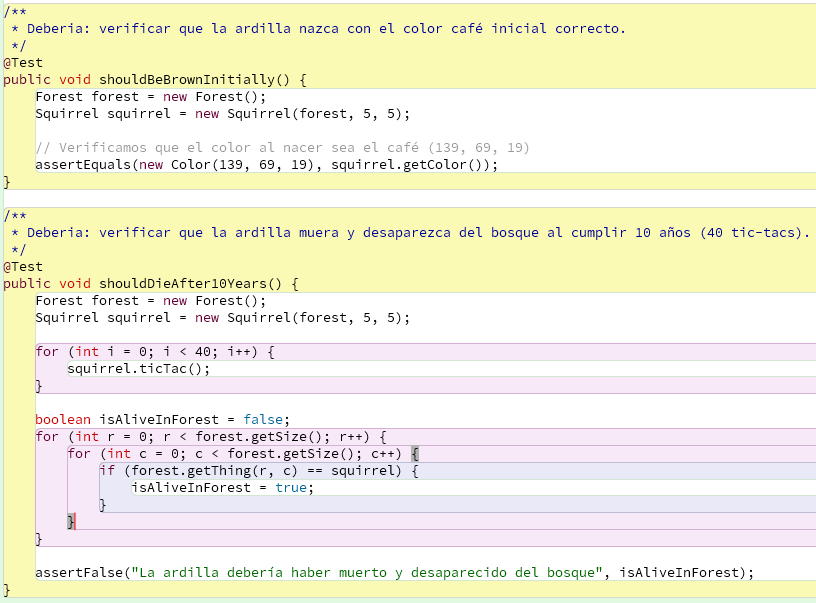 /**
 * Deberia: verificar que la ardilla nazca con el color café inicial correcto.
 */
@Test
public void shouldBeBrownInitially() {
    Forest forest = new Forest();
    Squirrel squirrel = new Squirrel(forest, 5, 5);

    // Verificamos que el color al nacer sea el café (139, 69, 19)
    assertEquals(new Color(139, 69, 19), squirrel.getColor());
}

/**
 * Deberia: verificar que la ardilla muera y desaparezca del bosque al cumplir 10 años (40 tic-tacs).
 */
@Test
public void shouldDieAfter10Years() {
    Forest forest = new Forest();
    Squirrel squirrel = new Squirrel(forest, 5, 5);

    for (int i = 0; i < 40; i++) {
        squirrel.ticTac();
    }

    boolean isAliveInForest = false;
    for (int r = 0; r < forest.getSize(); r++) {
        for (int c = 0; c < forest.getSize(); c++) {
            if (forest.getThing(r, c) == squirrel) {
                isAliveInForest = true;
            }
        }
    }

    assertFalse("La ardilla debería haber muerto y desaparecido del bosque", isAliveInForest);
}